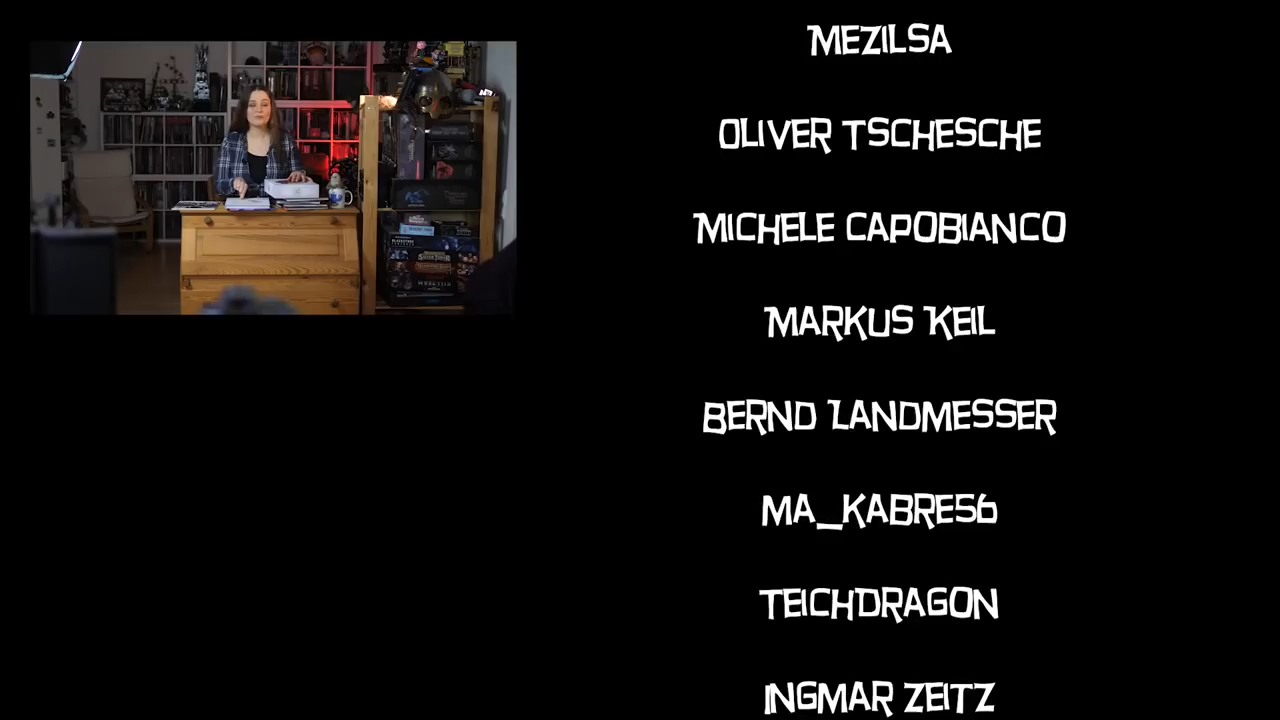 MEZILSA
OLIVER TSCHESCHE
MICHELE CAPOBIANCO
MARKUS KEIL
BERND LANDMESSER
MA_KABRE56
TEICHDRAGON
INGMAR ZEITZ